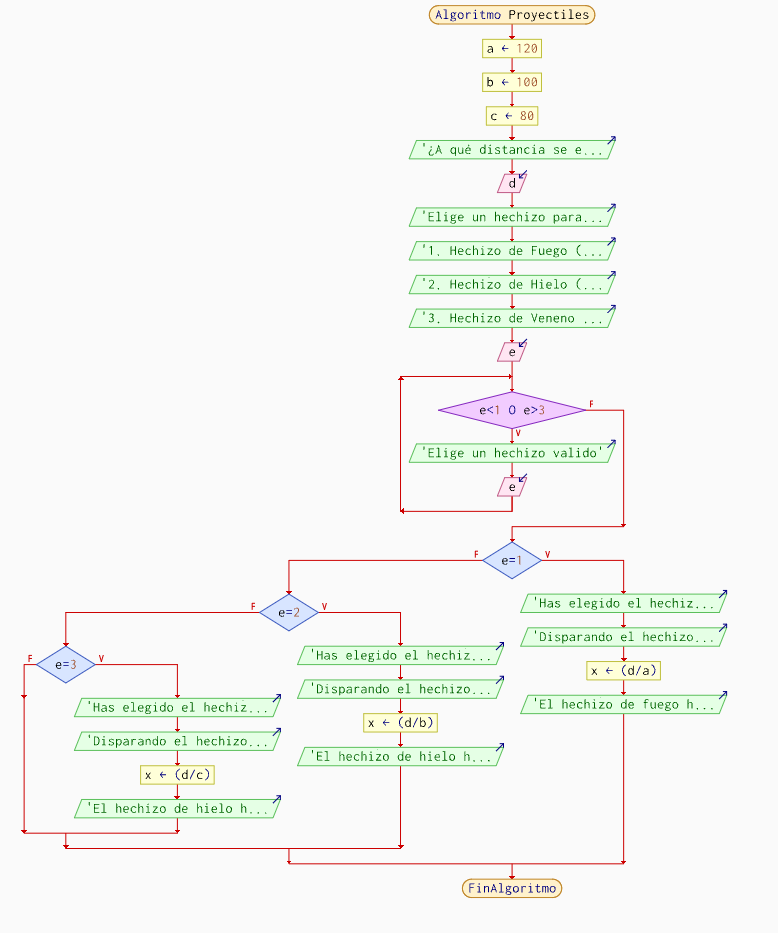 Algoritmo Proyectiles
a ← 120
b ← 100
c ← 80
'¿A qué distancia se e...
d
'Elige un hechizo para...
'1. Hechizo de Fuego (...
'2. Hechizo de Hielo (...
'3. Hechizo de Veneno ...
e
e<1 O e>3
F
V
'Elige un hechizo valido'
e
F
e=1
V
'Has elegido el hechiz...
'Disparando el hechizo...
x ← (d/a)
'El hechizo de fuego h...
F
e=2
V
'Has elegido el hechiz...
'Disparando el hechizo...
x ← (d/b)
'El hechizo de hielo h...
F
e=3
V
'Has elegido el hechiz...
'Disparando el hechizo...
x ← (d/c)
'El hechizo de hielo h...
FinAlgoritmo